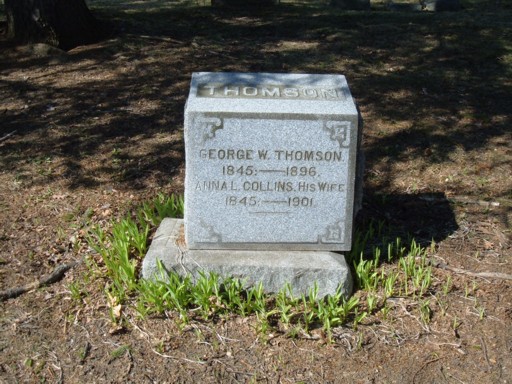 THOMSON
GEORGE W. THOMSON.
1845.—1896.
ANNA L. COLLINS, HIS WIFE
1845.—1901.